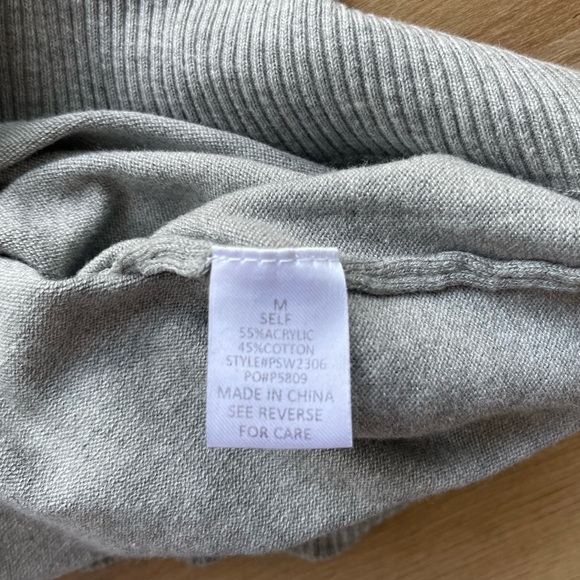 M
SELF
55%ACRYLIC
45%COTTON
STYLE#PSW2306
PO#P5809
MADE IN CHINA
SEE REVERSE
FOR CARE